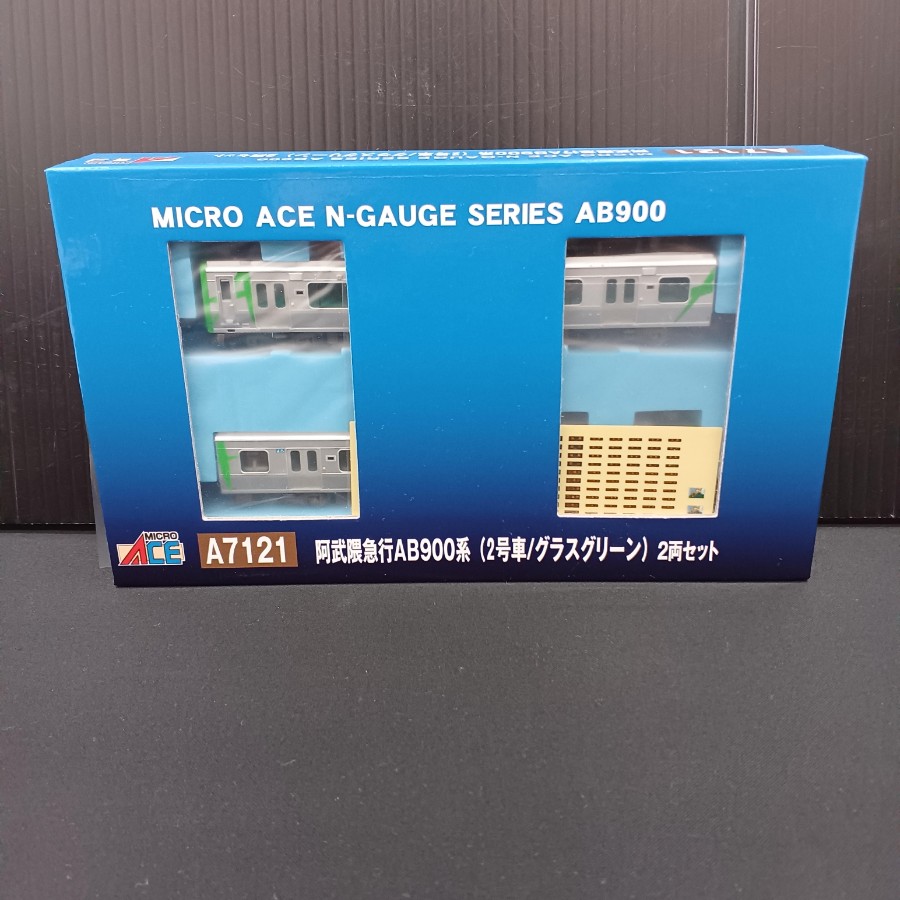 A7121
MICRO ACE N-GAUGE SERIES AB900
MICRO ACE
A7121
阿武隈急行AB900系（2号車/グラスグリーン）2両セット